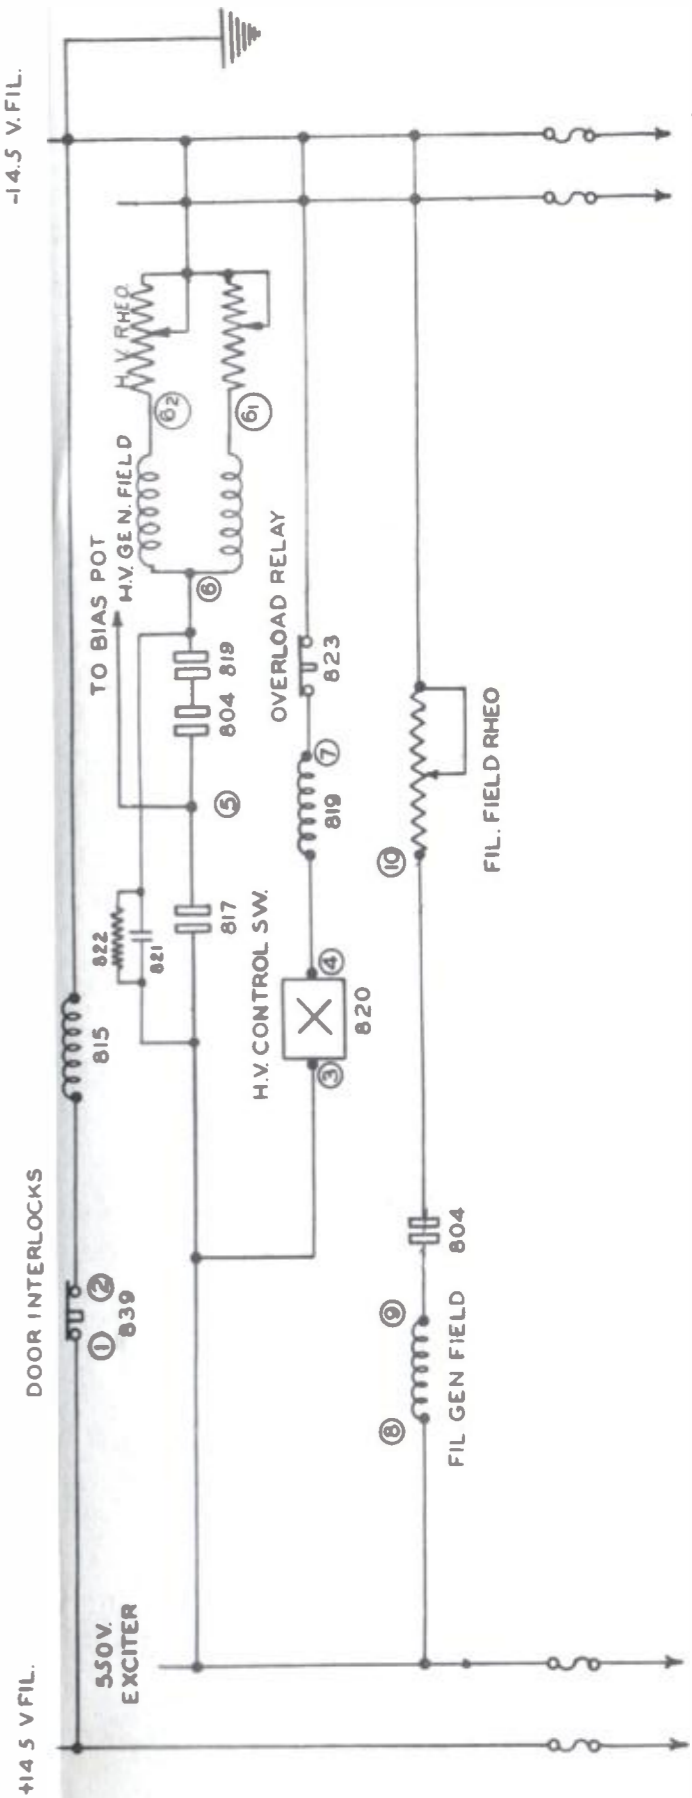 +14 5 V FIL.
DOOR INTERLOCKS
-14.5 V. FIL.
550V.
EXCITER
1
2
839
815
TO BIAS POT
H.V. GEN. FIELD
H.V. RHEO.
62
61
6
822
821
817
5
804
819
H.V. CONTROL SW.
OVERLOAD RELAY
3
4
820
819
7
823
8
9
FIL GEN FIELD
804
10
FIL. FIELD RHEO